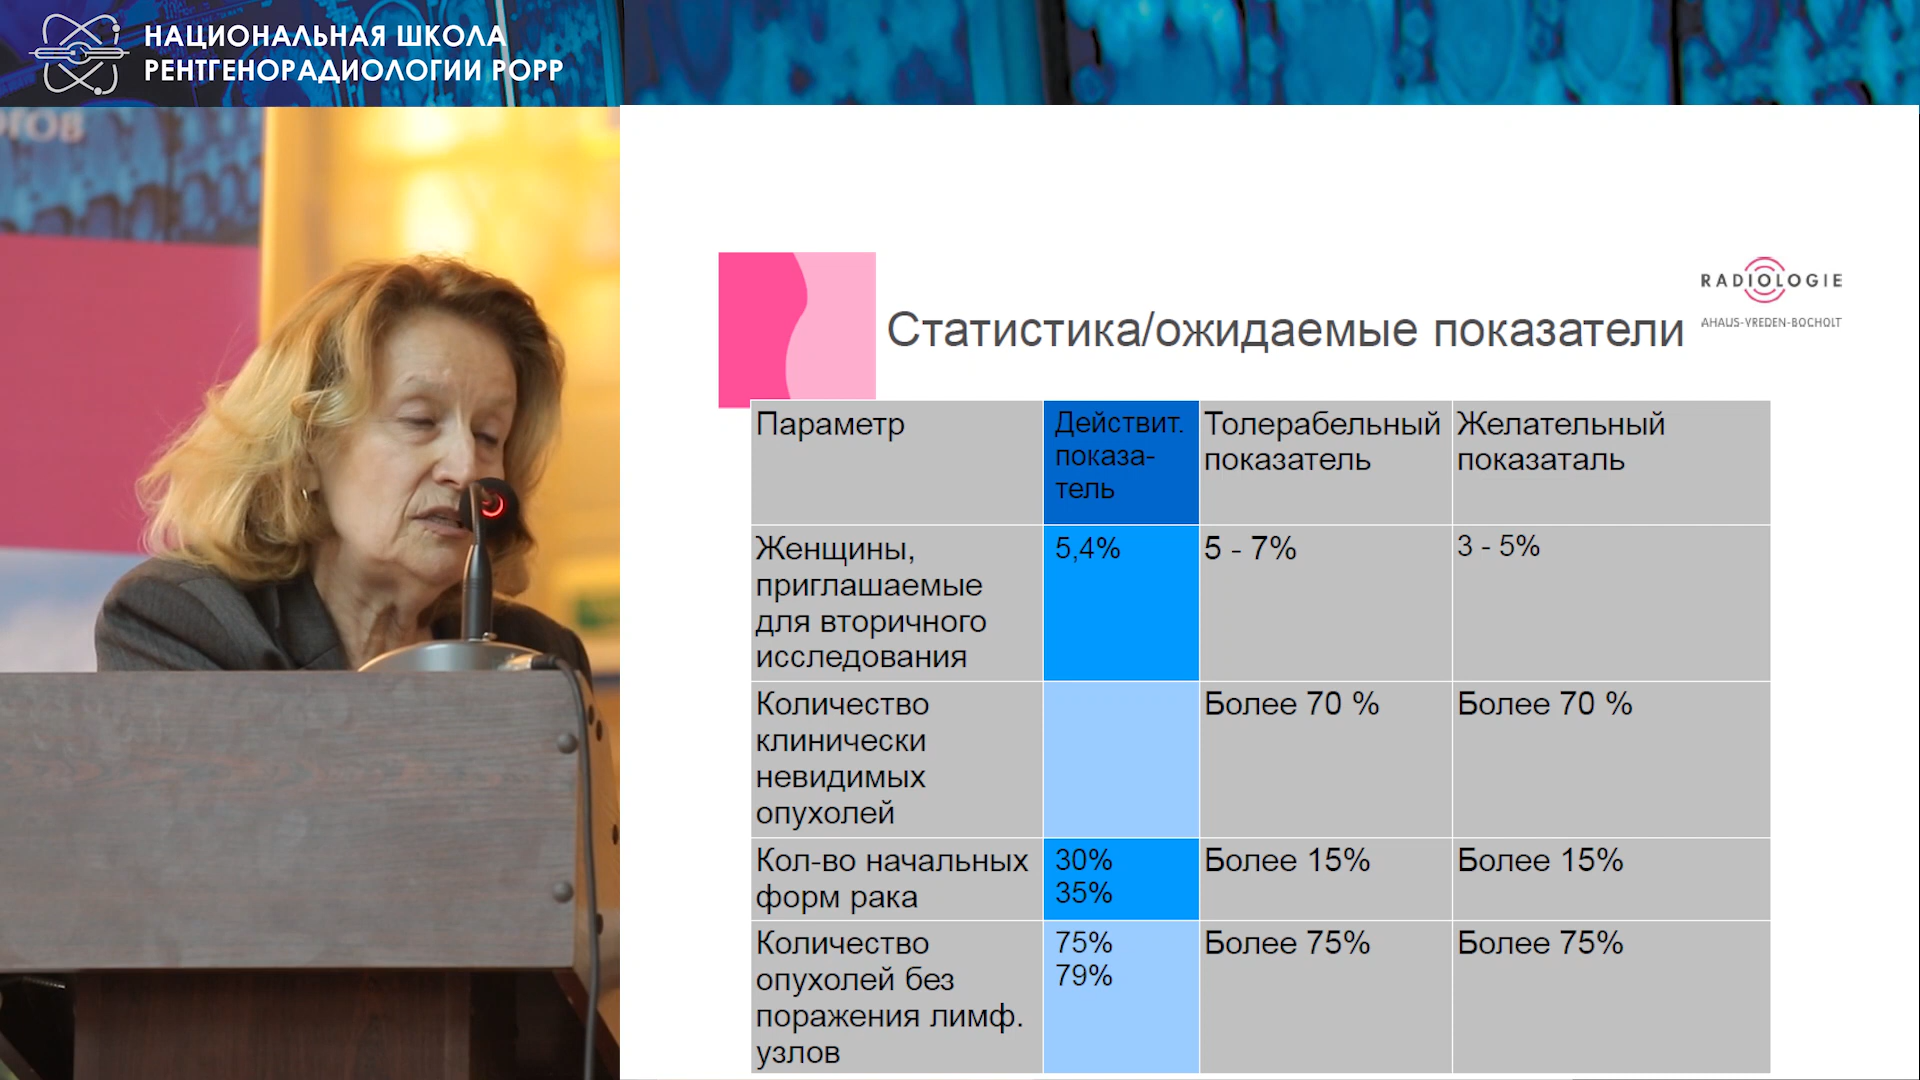 НАЦИОНАЛЬНАЯ ШКОЛА
РЕНТГЕНОРАДИОЛОГИИ РОРР
RADIOLOGIE
AHAUS-VREDEN-BOCHOLT
Статистика/ожидаемые показатели
Параметр
Действит.
показа-
тель
Толерабельный
показатель
Желательный
показаталь
Женщины,
приглашаемые
для вторичного
исследования
5,4%
5 - 7%
3 - 5%
Количество
клинически
невидимых
опухолей
Более 70 %
Более 70 %
Кол-во начальных
форм рака
30%
35%
Более 15%
Более 15%
Количество
опухолей без
поражения лимф.
узлов
75%
79%
Более 75%
Более 75%